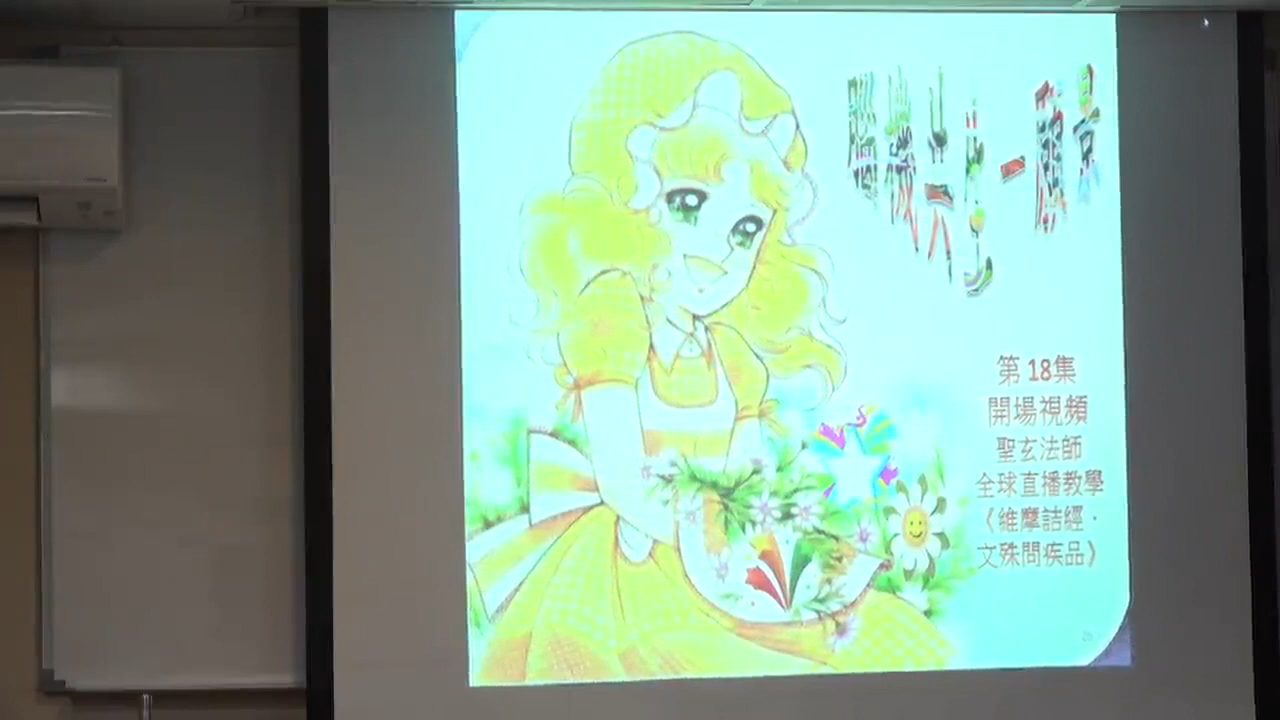 第 18集
開場視頻
聖玄法師
全球直播教學
《維摩詰經·
文殊問疾品》